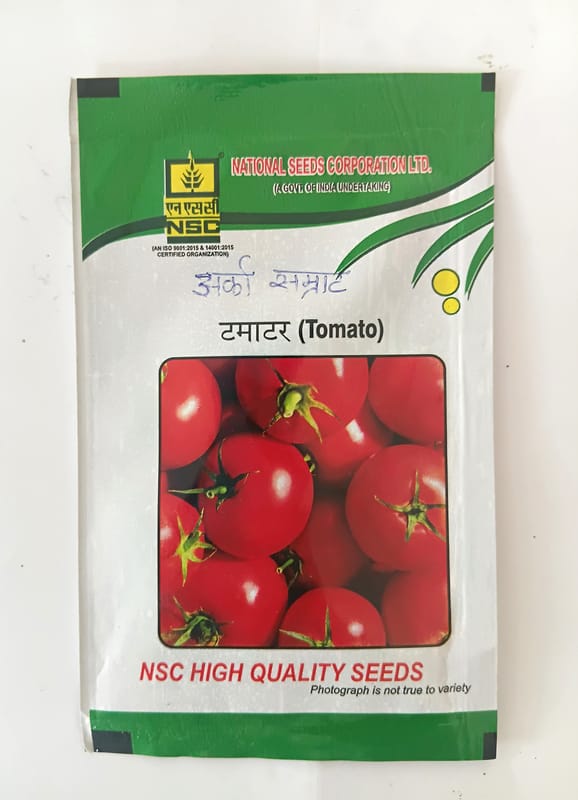 NATIONAL SEEDS CORPORATION LTD.
(A GOVT OF INDIA UNDERTAKING)
एन एस सी
NSC
(AN ISO 9001:2015 & 14001:2015
CERTIFIED ORGANIZATION)
अर्का सम्राट
टमाटर (Tomato)
NSC HIGH QUALITY SEEDS
Photograph is not true to variety